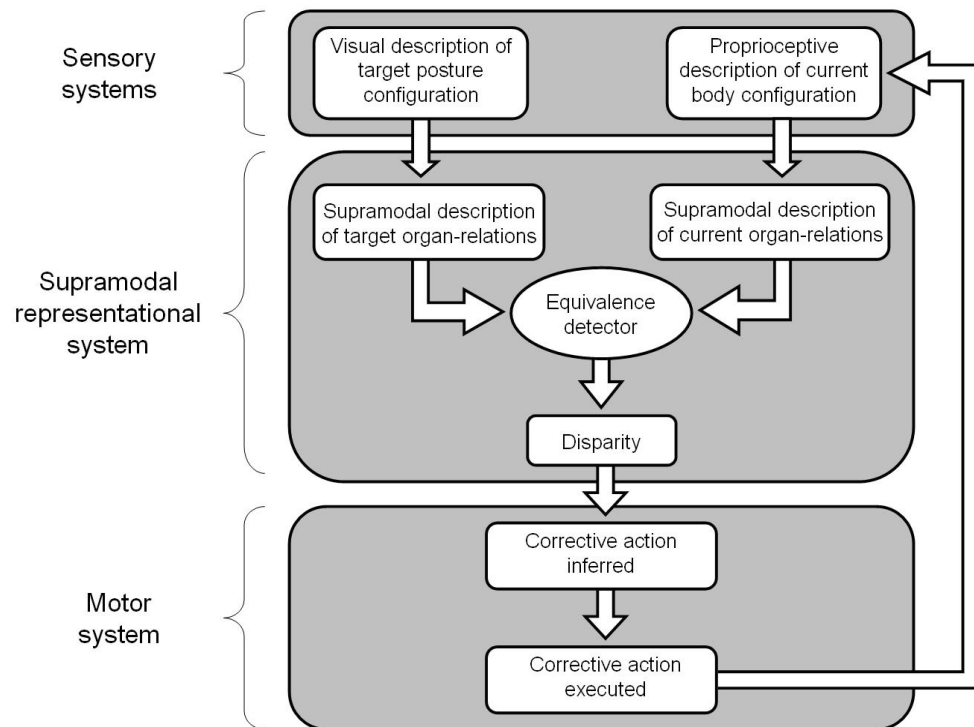 Sensory
systems
Visual description of
target posture
configuration
Proprioceptive
description of current
body configuration
Supramodal
representational
system
Supramodal description
of target organ-relations
Supramodal description
of current organ-relations
Equivalence
detector
Disparity
Motor
system
Corrective action
inferred
Corrective action
executed